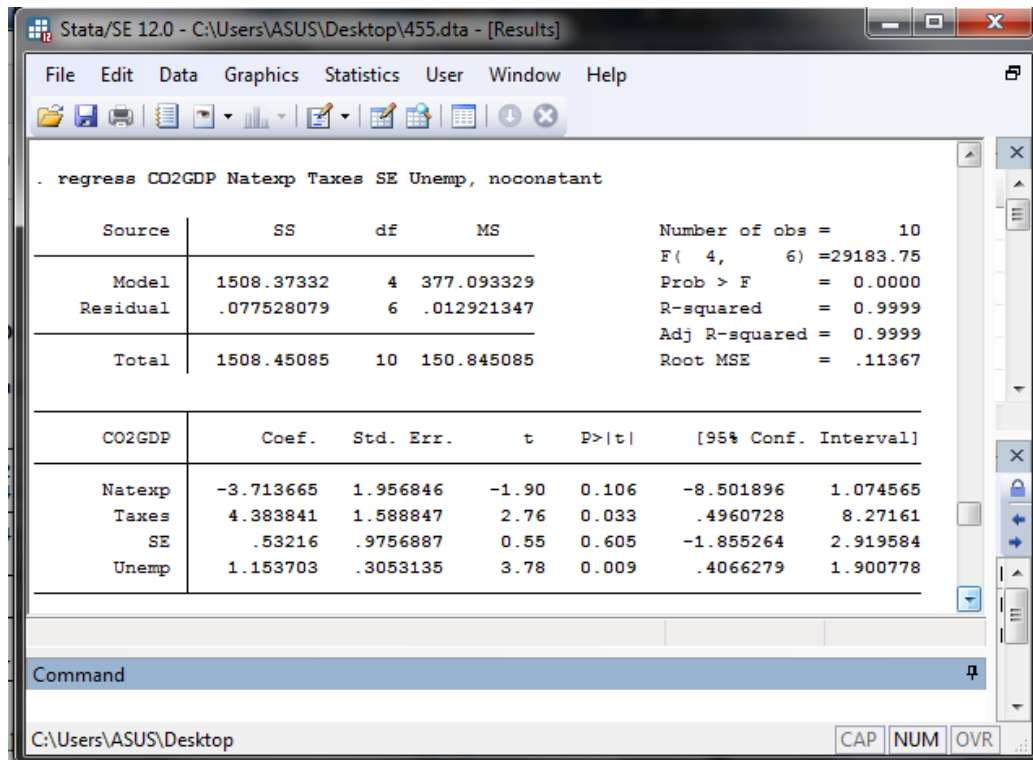 Stata/SE 12.0 - C:\Users\ASUS\Desktop\455.dta - [Results]
File Edit Data Graphics Statistics User Window Help
. regress CO2GDP Natexp Taxes SE Unemp, noconstant
Source SS df MS Number of obs = 10
F( 4, 6) =29183.75
Model 1508.37332 4 377.093329 Prob > F = 0.0000
Residual .077528079 6 .012921347 R-squared = 0.9999
Adj R-squared = 0.9999
Total 1508.45085 10 150.845085 Root MSE = .11367
CO2GDP Coef. Std. Err. t P>|t| [95% Conf. Interval]
Natexp -3.713665 1.956846 -1.90 0.106 -8.501896 1.074565
Taxes 4.383841 1.588847 2.76 0.033 .4960728 8.27161
SE .53216 .9756887 0.55 0.605 -1.855264 2.919584
Unemp 1.153703 .3053135 3.78 0.009 .4066279 1.900778
Command
C:\Users\ASUS\Desktop CAP NUM OVR